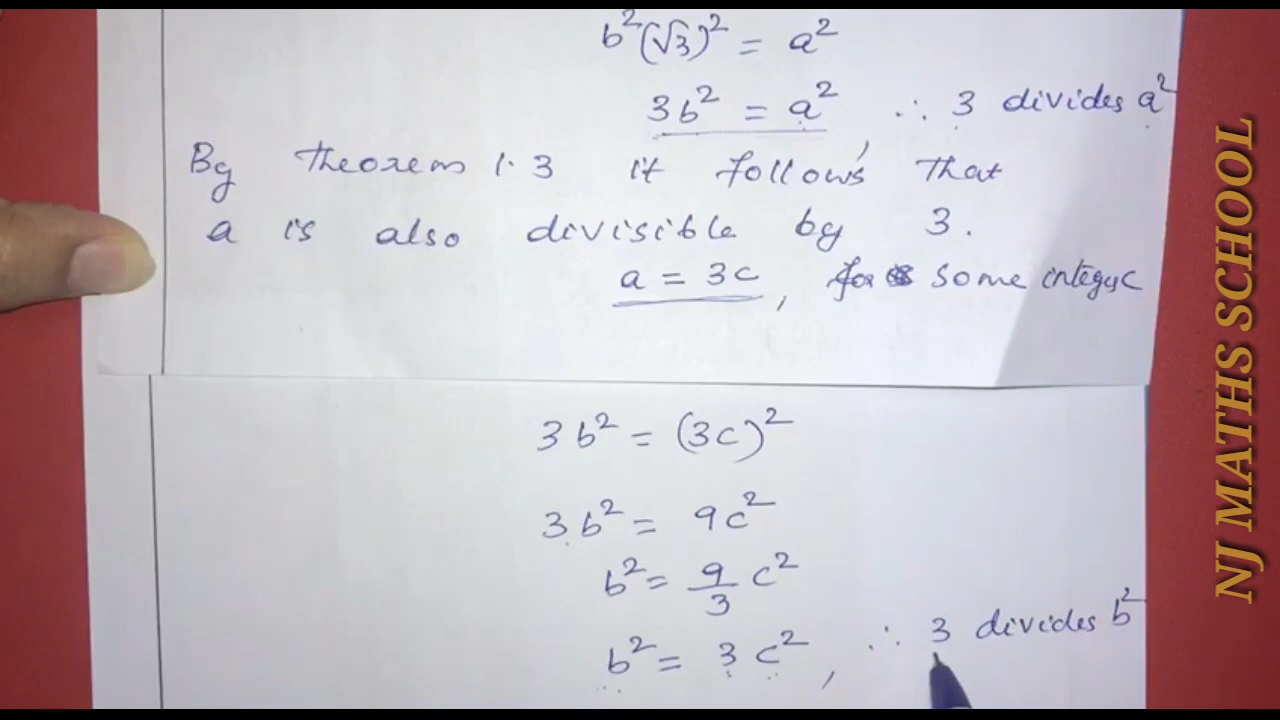 b²(√3)² = a²
3b² = a², ∴ 3 divides a²
By theorem 1.3 it follows that
a is also divisible by 3.
a = 3c, for some integer c
3b² = (3c)²
3b² = 9c²
b² = 9/3 c²
b² = 3c², ∴ 3 divides b²
NJ MATHS SCHOOL